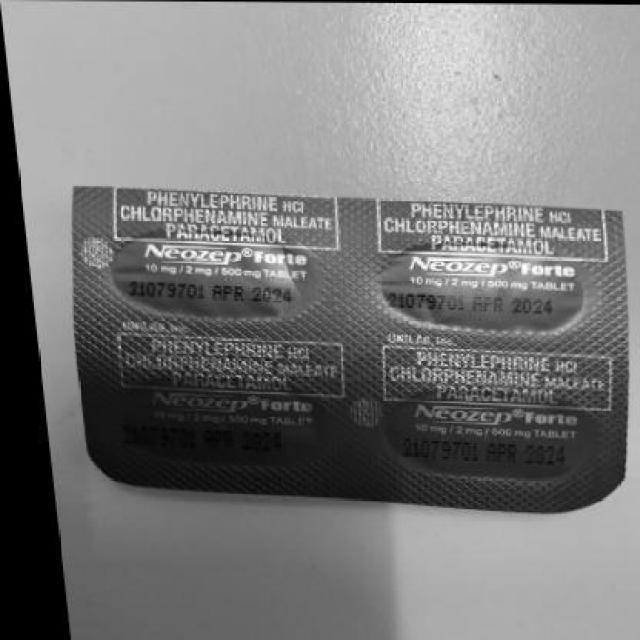 PHENYLEPHRINE HCl
CHLORPHENAMINE MALEATE
PARACETAMOL
Neozep® Forte
10 mg / 2 mg / 500 mg TABLET
21079701 APR 2024
PHENYLEPHRINE HCl
CHLORPHENAMINE MALEATE
PARACETAMOL
Neozep® Forte
10 mg / 2 mg / 500 mg TABLET
21079701 APR 2024
PHENYLEPHRINE HCl
CHLORPHENAMINE MALEATE
PARACETAMOL
Neozep® Forte
10 mg / 2 mg / 500 mg TABLET
21079701 APR 2024
PHENYLEPHRINE HCl
CHLORPHENAMINE MALEATE
PARACETAMOL
Neozep® Forte
10 mg / 2 mg / 500 mg TABLET
21079701 APR 2024